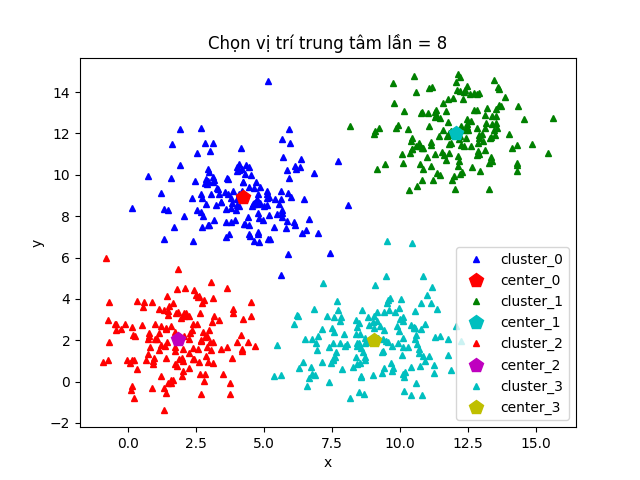 Chọn vị trí trung tâm lần = 8
14
12
10
8
6
4
2
0
−2
y
0.0 2.5 5.0 7.5 10.0 12.5 15.0
x
cluster_0
center_0
cluster_1
center_1
cluster_2
center_2
cluster_3
center_3